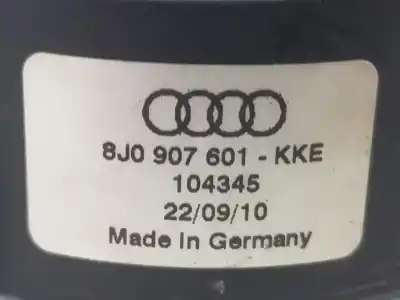 8J0 907 601 - KKE
104345
22/09/10
Made In Germany